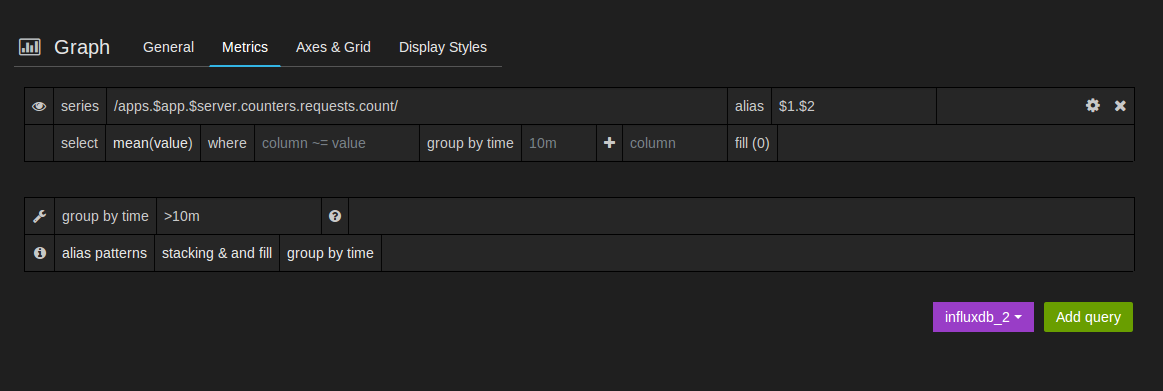 Graph General Metrics Axes & Grid Display Styles
series /apps.$app.$server.counters.requests.count/ alias $1.$2
select mean(value) where column ~= value group by time 10m column fill (0)
group by time >10m
alias patterns stacking & and fill group by time
influxdb_2 Add query